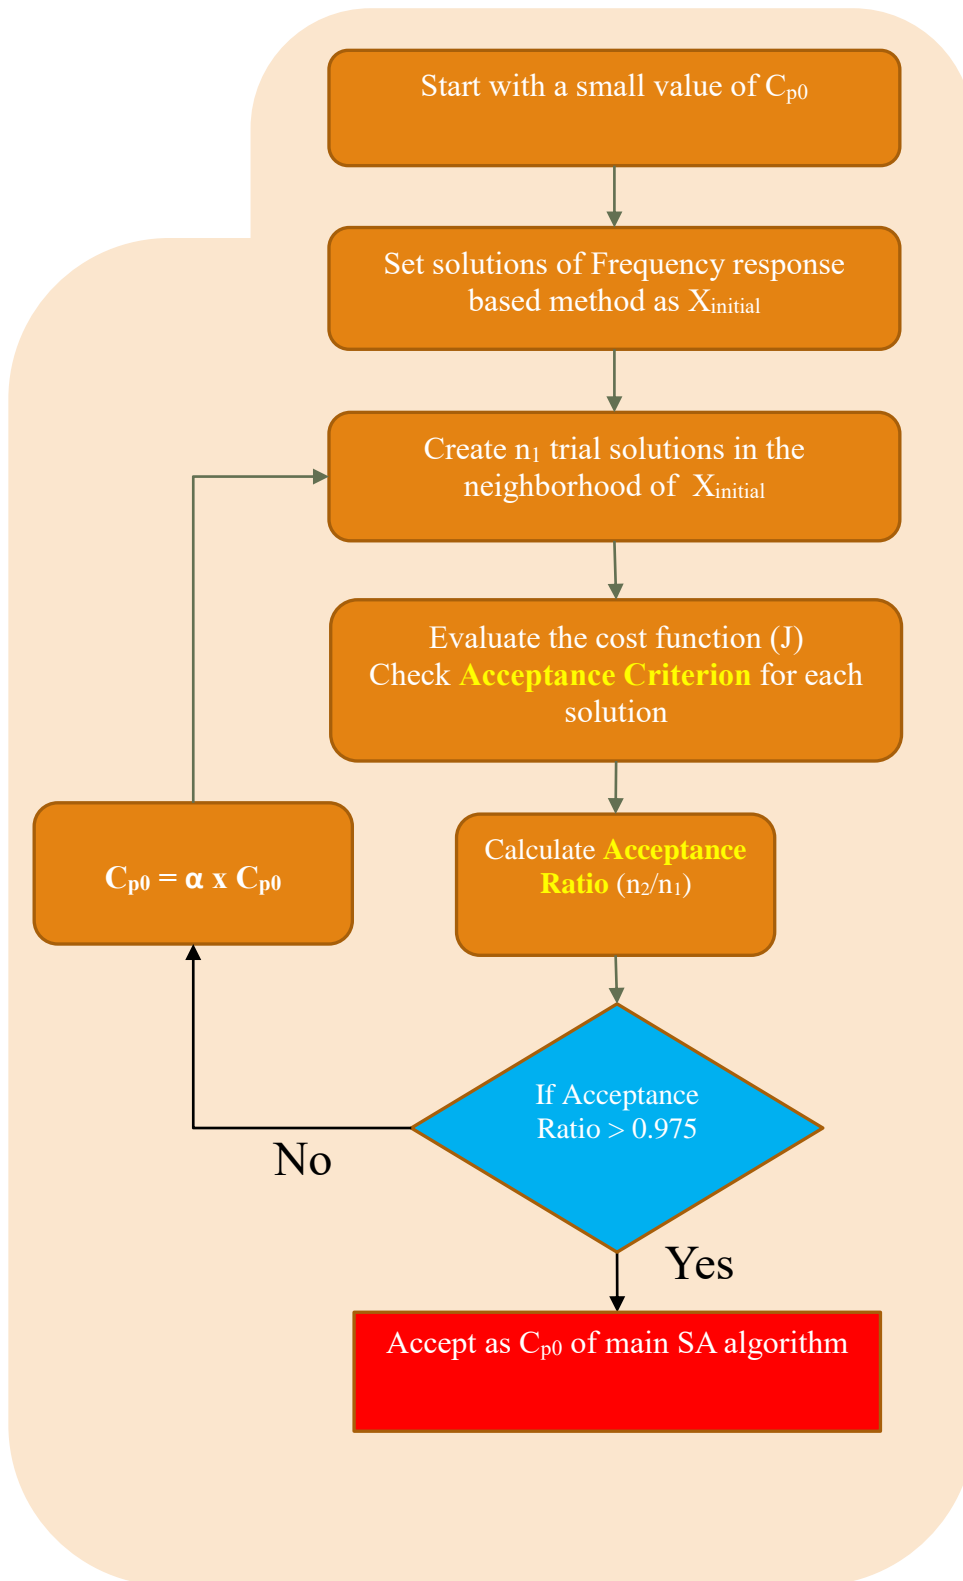 Start with a small value of Cp0
Set solutions of Frequency response
based method as Xinitial
Create n1 trial solutions in the
neighborhood of  Xinitial
Evaluate the cost function (J)
Check Acceptance Criterion for each
solution
Calculate Acceptance
Ratio (n2/n1)
Cp0 = α x Cp0
If Acceptance
Ratio > 0.975
No
Yes
Accept as Cp0 of main SA algorithm